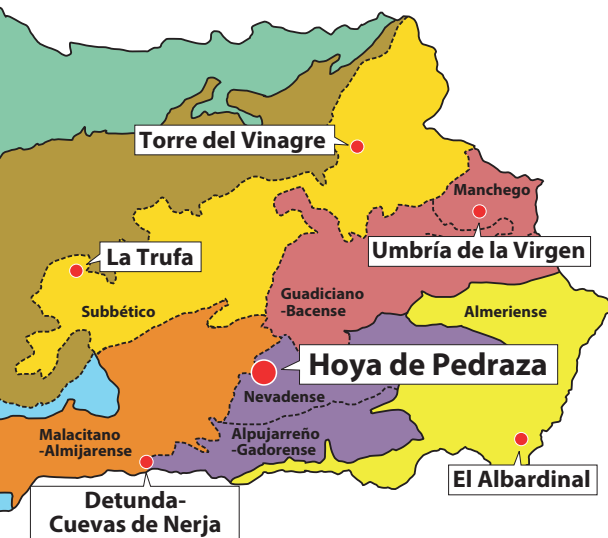 Torre del Vinagre
Manchego
La Trufa
Umbría de la Virgen
Guadiciano
-Bacense
Subbético
Almeriense
Hoya de Pedraza
Nevadense
Malacitano
-Almijarense
Alpujarreño
-Gadorense
El Albardinal
Detunda-
Cuevas de Nerja